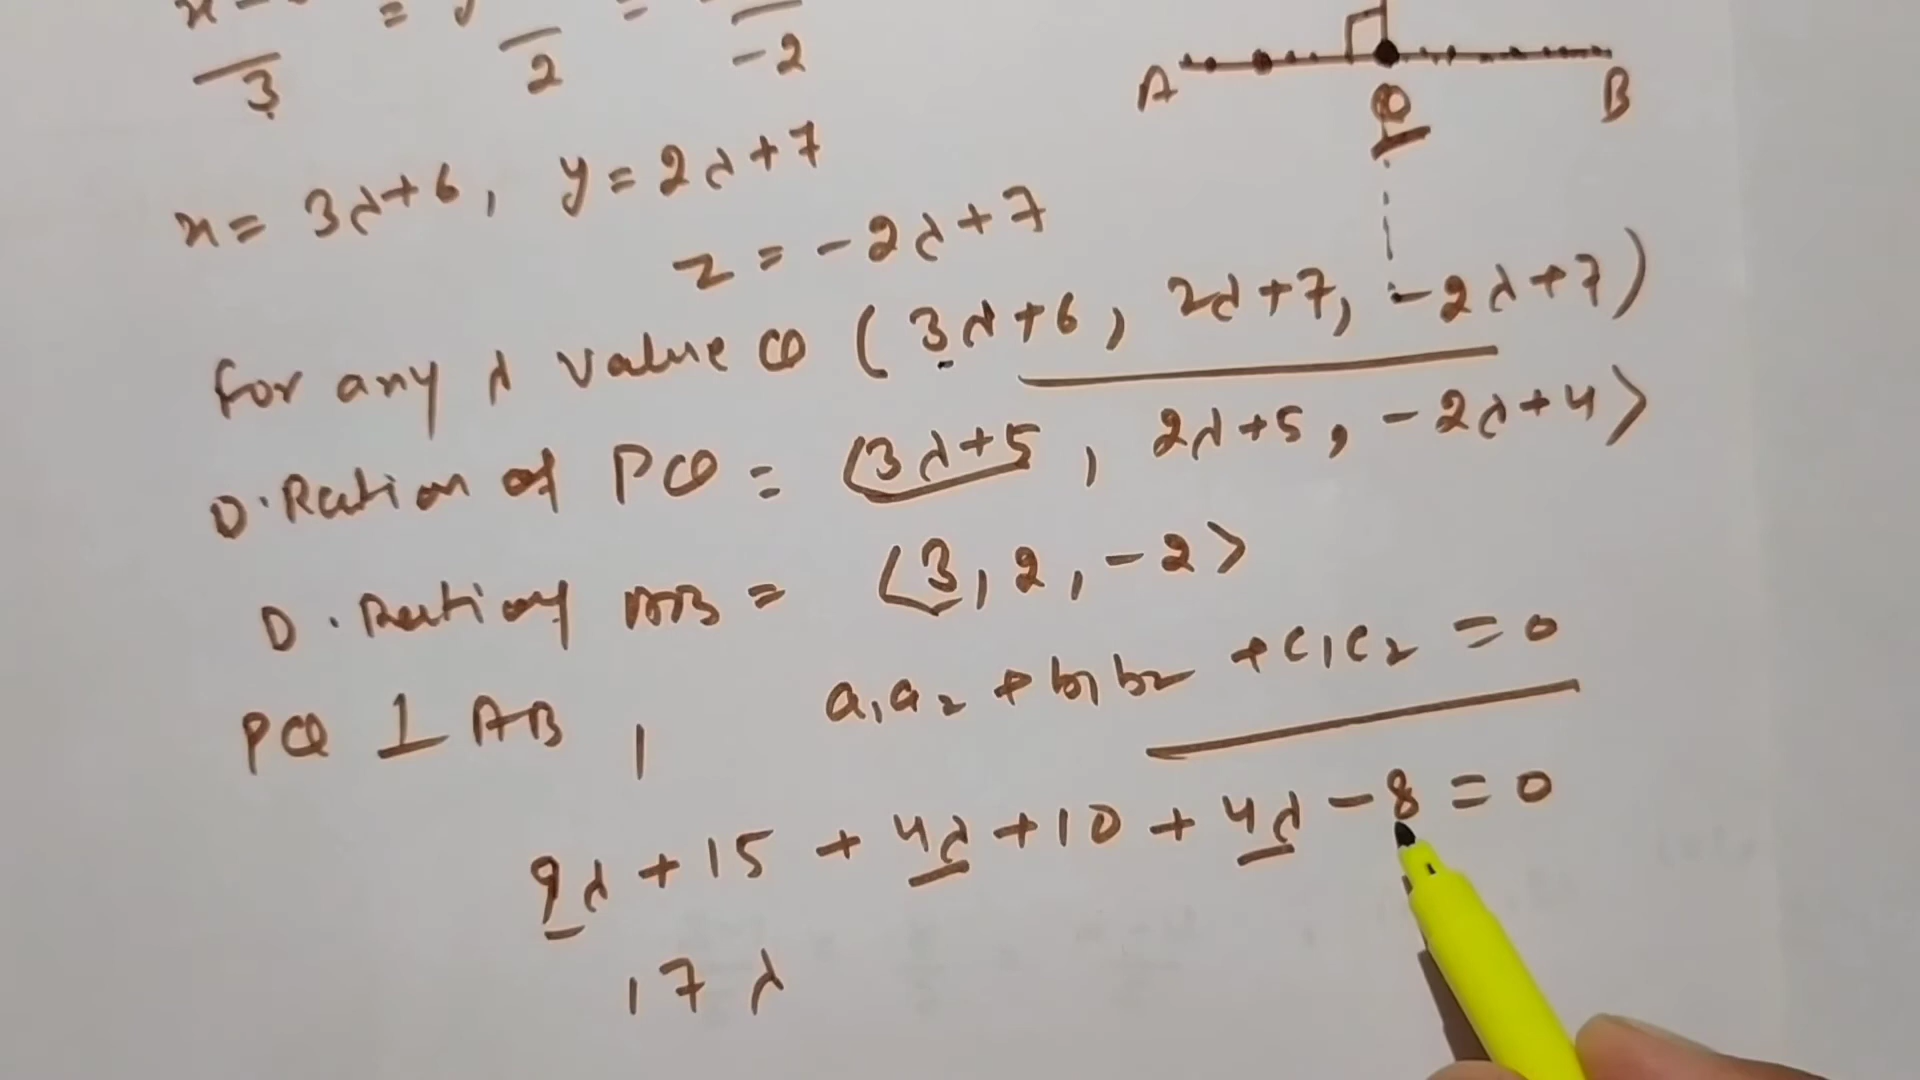 3 = 2 = -2
A Q B
x = 3λ+6, y = 2λ+7
z = -2λ+7
for any λ value Q (3λ+6, 2λ+7, -2λ+7)
D.Ration of PQ = <3λ+5, 2λ+5, -2λ+4>
D.Ration of AB = <3, 2, -2>
PQ ⊥ AB, a₁a₂ + b₁b₂ + c₁c₂ = 0
9λ + 15 + 4λ + 10 + 4λ - 8 = 0
17λ